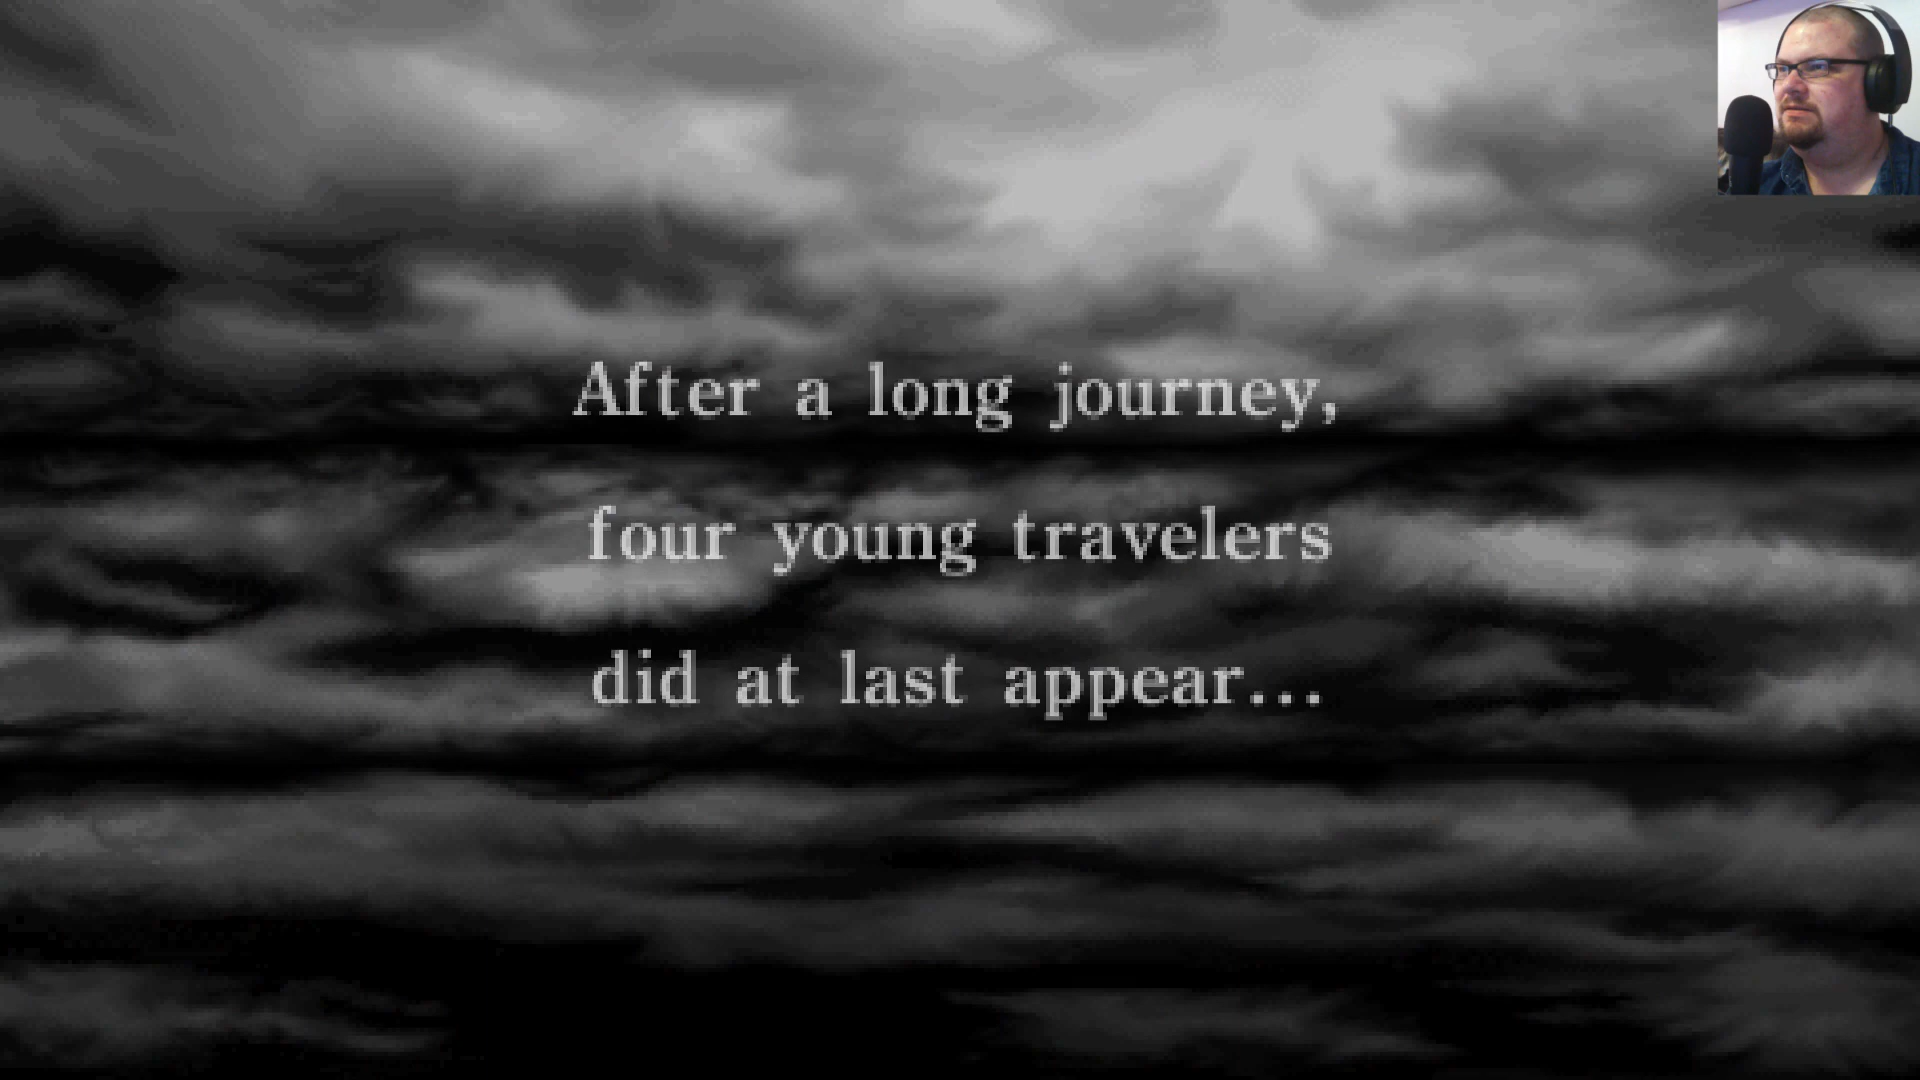 After a long journey,
four young travelers
did at last appear...